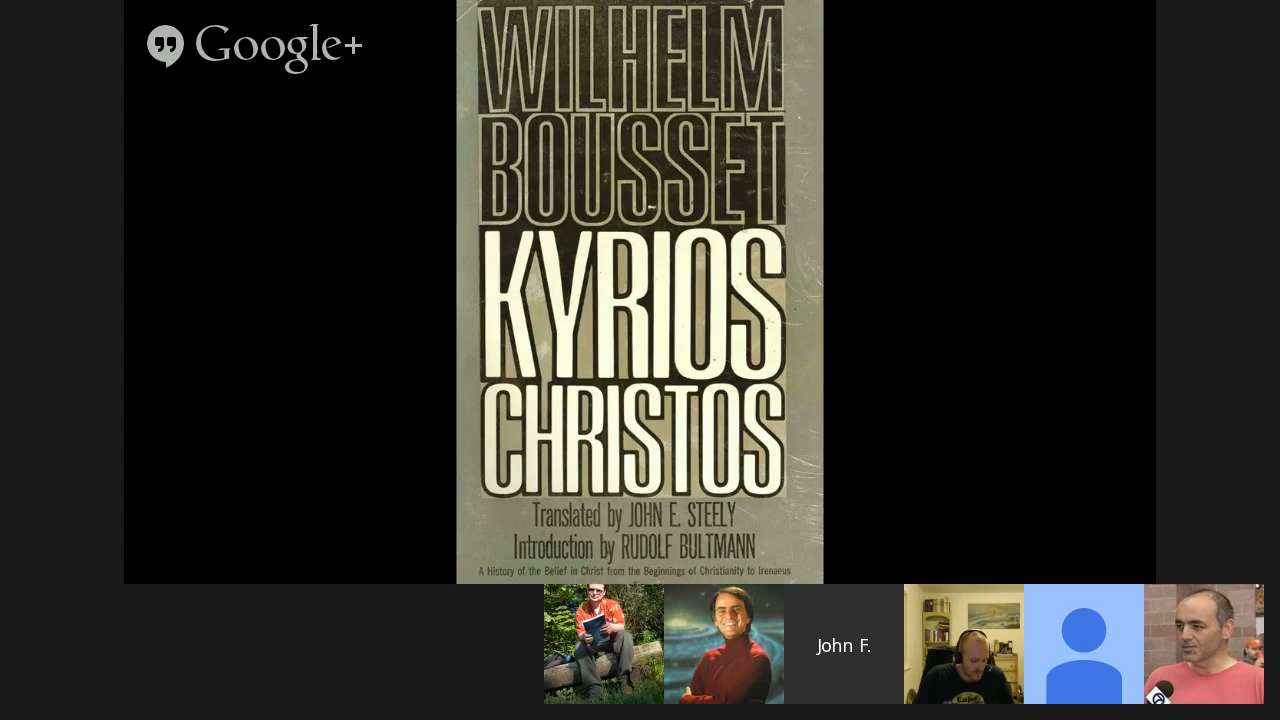 Google+
WILHELM
BOUSSET
KYRIOS
CHRISTOS
Translated by JOHN E. STEELY
Introduction by RUDOLF BULTMANN
A History of the Belief in Christ from the Beginnings of Christianity to Irenaeus
John F.